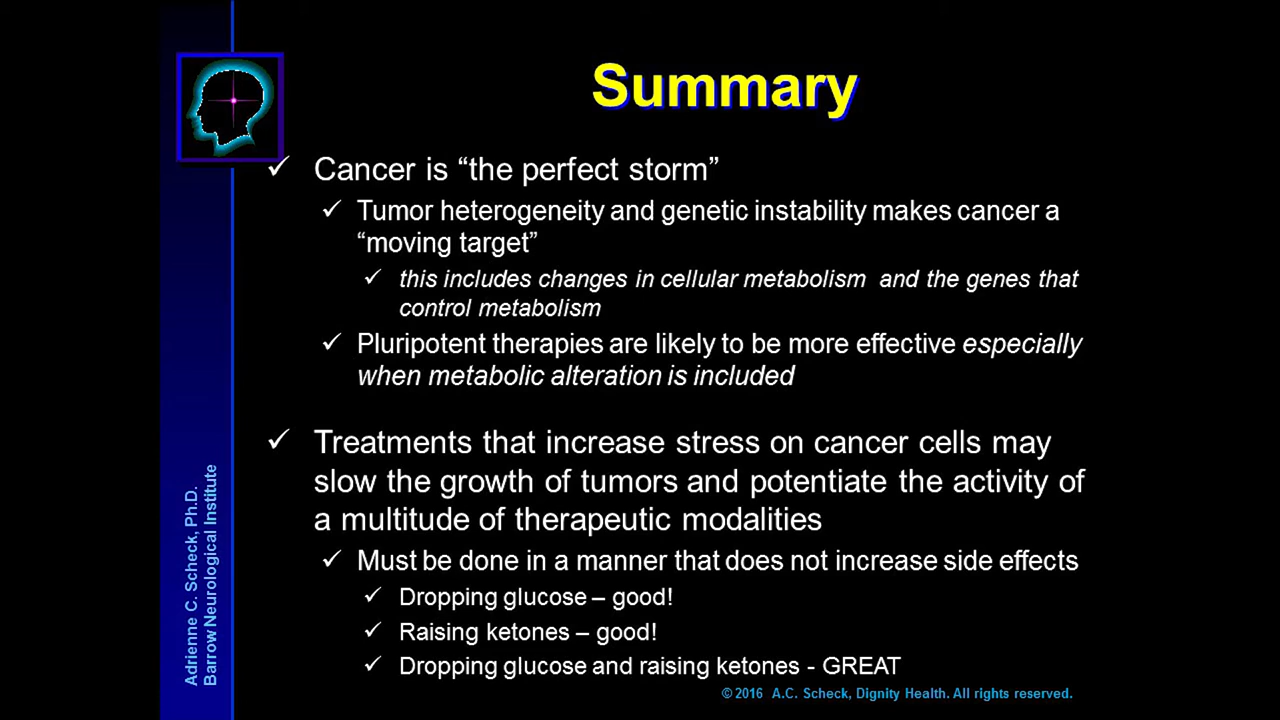 Summary
✓ Cancer is “the perfect storm”
✓ Tumor heterogeneity and genetic instability makes cancer a
“moving target”
✓ this includes changes in cellular metabolism and the genes that
control metabolism
✓ Pluripotent therapies are likely to be more effective especially
when metabolic alteration is included
✓ Treatments that increase stress on cancer cells may
slow the growth of tumors and potentiate the activity of
a multitude of therapeutic modalities
✓ Must be done in a manner that does not increase side effects
✓ Dropping glucose – good!
✓ Raising ketones – good!
✓ Dropping glucose and raising ketones - GREAT
Adrienne C. Scheck, Ph.D.
Barrow Neurological Institute
© 2016 A.C. Scheck, Dignity Health. All rights reserved.